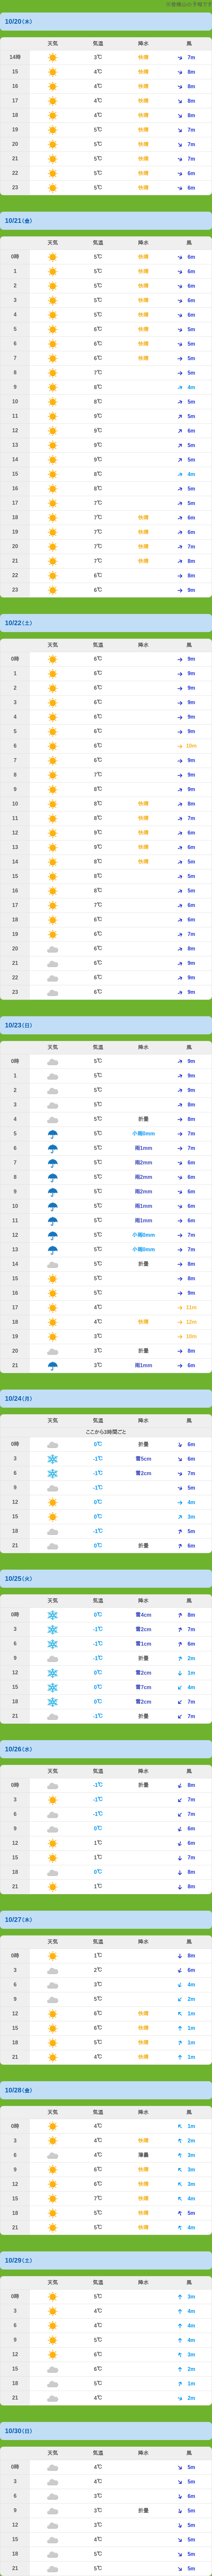 の予報です
10/20(木)
天気 気温 降水 風
14時 3℃ 快晴 7m
15 4℃ 快晴 8m
16 4℃ 快晴 8m
17 4℃ 快晴 8m
18 4℃ 快晴 8m
19 5℃ 快晴 7m
20 5℃ 快晴 7m
21 5℃ 快晴 7m
22 5℃ 快晴 6m
23 5℃ 快晴 6m
10/21(金)
天気 気温 降水 風
0時 5℃ 快晴 6m
1 5℃ 快晴 6m
2 5℃ 快晴 6m
3 5℃ 快晴 6m
4 5℃ 快晴 6m
5 6℃ 快晴 5m
6 6℃ 快晴 5m
7 6℃ 快晴 5m
8 7℃ 5m
9 8℃ 4m
10 8℃ 5m
11 9℃ 5m
12 9℃ 6m
13 9℃ 5m
14 9℃ 5m
15 8℃ 4m
16 8℃ 5m
17 7℃ 5m
18 7℃ 快晴 6m
19 7℃ 快晴 6m
20 7℃ 快晴 7m
21 7℃ 快晴 8m
22 6℃ 8m
23 6℃ 9m
10/22(土)
天気 気温 降水 風
0時 6℃ 9m
1 6℃ 9m
2 6℃ 9m
3 6℃ 9m
4 6℃ 9m
5 6℃ 9m
6 6℃ 10m
7 6℃ 9m
8 7℃ 9m
9 8℃ 9m
10 8℃ 快晴 8m
11 8℃ 快晴 7m
12 9℃ 快晴 6m
13 9℃ 快晴 6m
14 8℃ 快晴 5m
15 8℃ 5m
16 8℃ 5m
17 7℃ 6m
18 6℃ 6m
19 6℃ 7m
20 6℃ 8m
21 6℃ 9m
22 6℃ 9m
23 6℃ 9m
10/23(日)
天気 気温 降水 風
0時 5℃ 9m
1 5℃ 9m
2 5℃ 9m
3 5℃ 8m
4 5℃ 折曇 8m
5 5℃ 小雨0mm 7m
6 5℃ 雨1mm 7m
7 5℃ 雨2mm 6m
8 5℃ 雨2mm 6m
9 5℃ 雨2mm 6m
10 5℃ 雨1mm 6m
11 5℃ 雨1mm 6m
12 5℃ 小雨0mm 7m
13 5℃ 小雨0mm 7m
14 5℃ 折曇 8m
15 5℃ 8m
16 5℃ 9m
17 4℃ 11m
18 4℃ 快晴 12m
19 3℃ 10m
20 3℃ 折曇 8m
21 3℃ 雨1mm 6m
10/24(月)
天気 気温 降水 風
ここから3時間ごと
0時 0℃ 折曇 6m
3 -1℃ 雪5cm 6m
6 -1℃ 雪2cm 7m
9 -1℃ 5m
12 0℃ 4m
15 0℃ 3m
18 -1℃ 5m
21 0℃ 折曇 6m
10/25(火)
天気 気温 降水 風
0時 0℃ 雪4cm 8m
3 -1℃ 雪2cm 7m
6 -1℃ 雪1cm 6m
9 -1℃ 折曇 2m
12 0℃ 雪2cm 1m
15 0℃ 雪7cm 4m
18 0℃ 雪2cm 7m
21 -1℃ 折曇 7m
10/26(水)
天気 気温 降水 風
0時 -1℃ 折曇 8m
3 -1℃ 7m
6 -1℃ 7m
9 0℃ 6m
12 1℃ 6m
15 1℃ 7m
18 0℃ 8m
21 1℃ 8m
10/27(木)
天気 気温 降水 風
0時 1℃ 8m
3 2℃ 6m
6 3℃ 4m
9 5℃ 2m
12 6℃ 快晴 1m
15 6℃ 快晴 1m
18 5℃ 快晴 1m
21 4℃ 快晴 1m
10/28(金)
天気 気温 降水 風
0時 4℃ 1m
3 4℃ 快晴 2m
6 4℃ 薄曇 3m
9 6℃ 快晴 3m
12 6℃ 快晴 3m
15 7℃ 快晴 4m
18 5℃ 快晴 5m
21 5℃ 快晴 4m
10/29(土)
天気 気温 降水 風
0時 5℃ 3m
3 4℃ 4m
6 4℃ 4m
9 5℃ 4m
12 6℃ 3m
15 6℃ 2m
18 5℃ 1m
21 4℃ 2m
10/30(日)
天気 気温 降水 風
0時 4℃ 5m
3 4℃ 5m
6 3℃ 6m
9 3℃ 折曇 5m
12 3℃ 5m
15 4℃ 5m
18 5℃ 5m
21 5℃ 5m